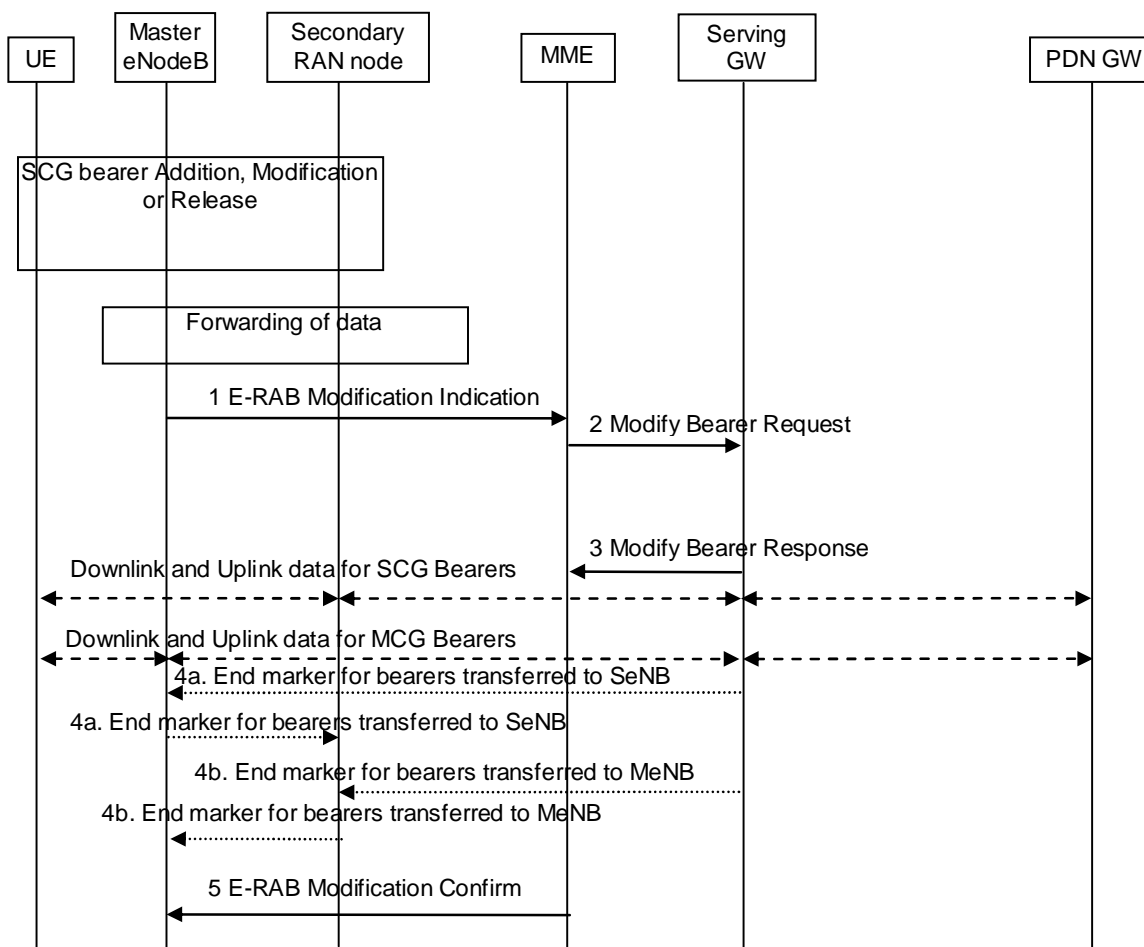 UE
Master
eNodeB
Secondary
RAN node
MME
Serving
GW
PDN GW
SCG bearer Addition, Modification
or Release
Forwarding of data
1 E-RAB Modification Indication
2 Modify Bearer Request
3 Modify Bearer Response
Downlink and Uplink data for SCG Bearers
Downlink and Uplink data for MCG Bearers
4a. End marker for bearers transferred to SeNB
4a. End marker for bearers transferred to SeNB
4b. End marker for bearers transferred to MeNB
4b. End marker for bearers transferred to MeNB
5 E-RAB Modification Confirm